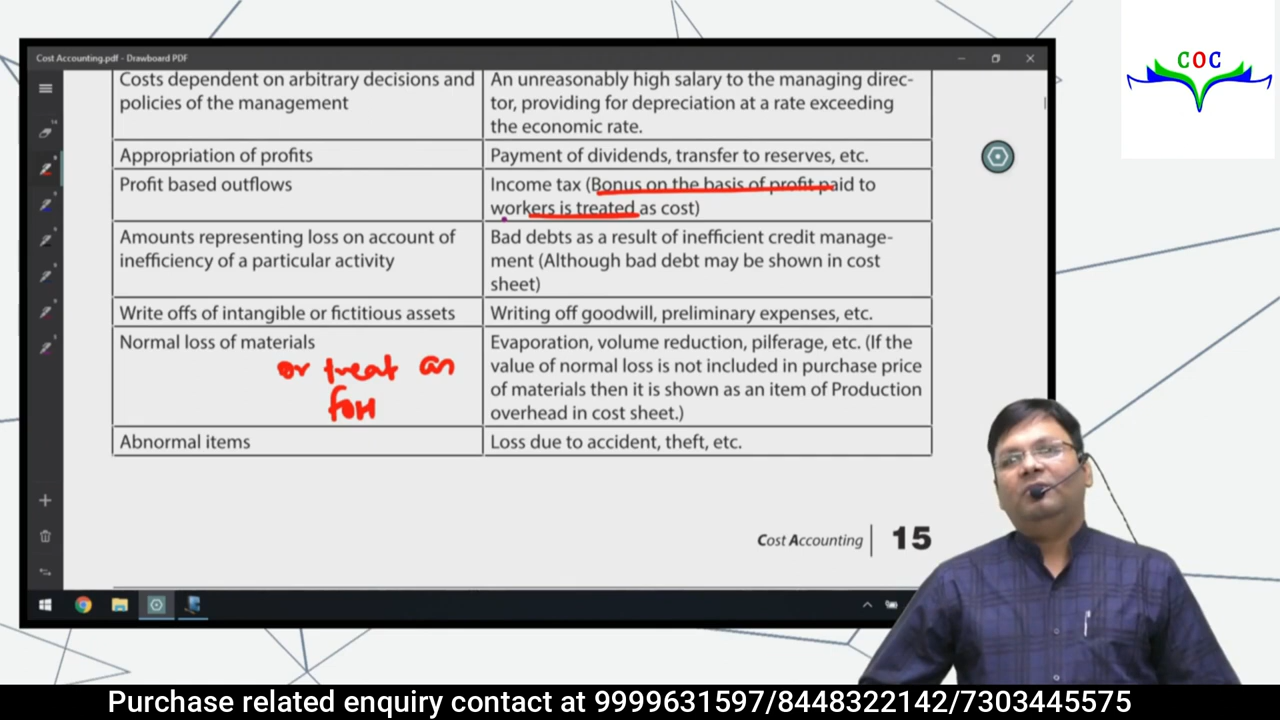 Cost Accounting.pdf - Drawboard PDF
COC
Costs dependent on arbitrary decisions and
policies of the management
An unreasonably high salary to the managing direc-
tor, providing for depreciation at a rate exceeding
the economic rate.
Appropriation of profits
Payment of dividends, transfer to reserves, etc.
Profit based outflows
Income tax (Bonus on the basis of profit paid to
workers is treated as cost)
Amounts representing loss on account of
inefficiency of a particular activity
Bad debts as a result of inefficient credit manage-
ment (Although bad debt may be shown in cost
sheet)
Write offs of intangible or fictitious assets
Writing off goodwill, preliminary expenses, etc.
Normal loss of materials
or treat as
FOH
Evaporation, volume reduction, pilferage, etc. (If the
value of normal loss is not included in purchase price
of materials then it is shown as an item of Production
overhead in cost sheet.)
Abnormal items
Loss due to accident, theft, etc.
Cost Accounting 15
Purchase related enquiry contact at 9999631597/8448322142/7303445575